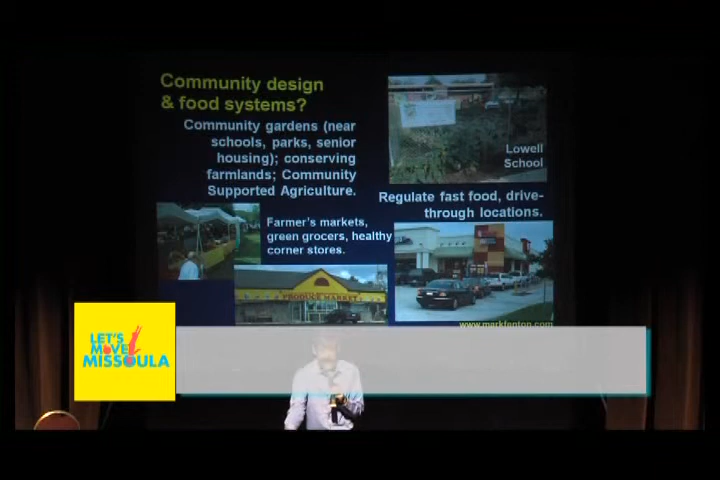 Community design
& food systems?
Community gardens (near
schools, parks, senior
housing); conserving
farmlands; Community
Supported Agriculture.
Lowell
School
Regulate fast food, drive-
through locations.
Farmer's markets,
green grocers, healthy
corner stores.
PRODUCE MARKET
www.markfenton.com
LET'S
MOVE!
MISSOULA